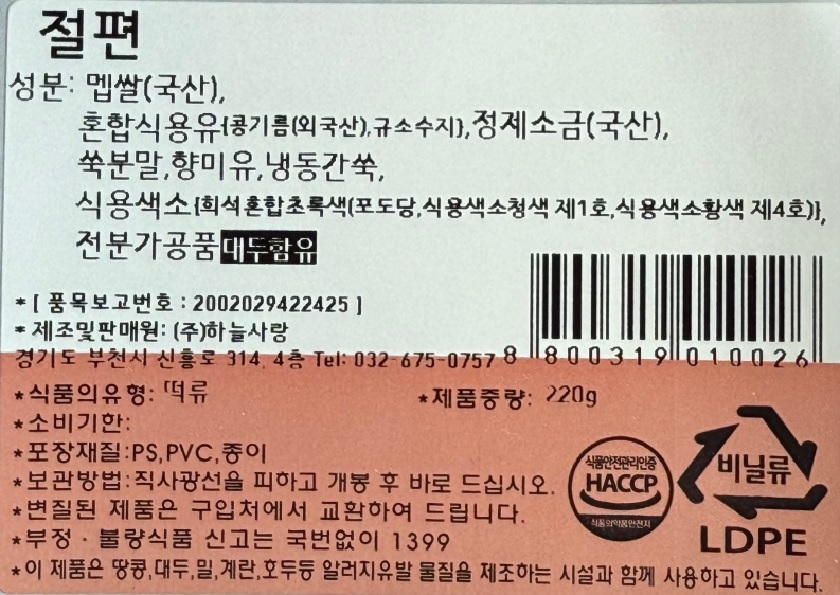 절편
성분: 멥쌀(국산),
혼합식용유{콩기름(외국산),규소수지},정제소금(국산),
쑥분말,향미유,냉동간쑥,
식용색소{희석혼합초록색(포도당,식용색소청색 제1호,식용색소황색 제4호)},
전분가공품 대두함유
* [ 품목보고번호 : 2002029422425 ]
* 제조및판매원: (주)하늘사랑
경기도 부천시 신흥로 314, 4층 Tel: 032-675-0757
8 800319 010026
*식품의유형: 떡류 *제품중량: 220g
*소비기한:
*포장재질:PS,PVC,종이
*보관방법:직사광선을 피하고 개봉 후 바로 드십시오.
*변질된 제품은 구입처에서 교환하여 드립니다.
*부정·불량식품 신고는 국번없이 1399
*이 제품은 땅콩,대두,밀,계란,호두등 알러지유발 물질을 제조하는 시설과 함께 사용하고 있습니다.
식품안전관리인증
HACCP
식품의약품안전처
비닐류
LDPE